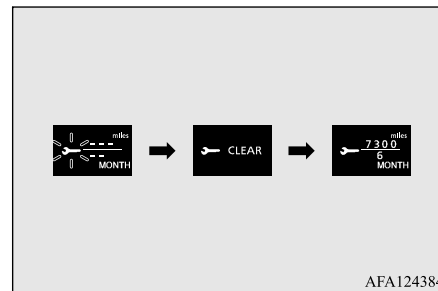 miles
---
--
MONTH
CLEAR
miles
7300
6
MONTH
AFA124384